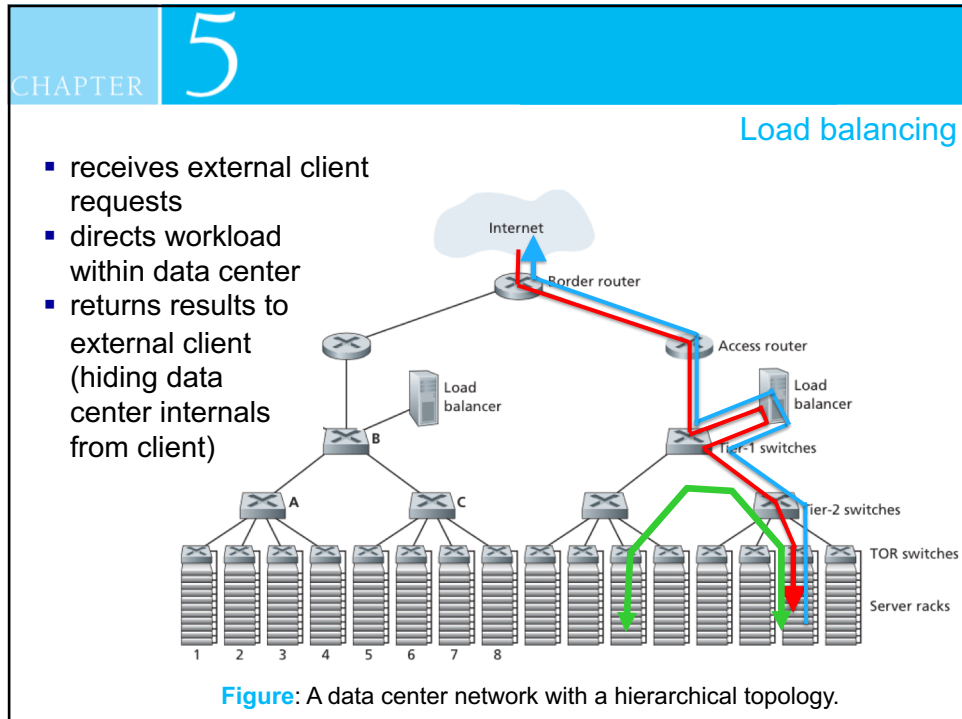 CHAPTER 5
Load balancing
▪ receives external client
requests
▪ directs workload
within data center
▪ returns results to
external client
(hiding data
center internals
from client)
Internet
Border router
Access router
Load
balancer
Load
balancer
B
Tier-1 switches
A
C
Tier-2 switches
TOR switches
Server racks
1 2 3 4 5 6 7 8
Figure: A data center network with a hierarchical topology.